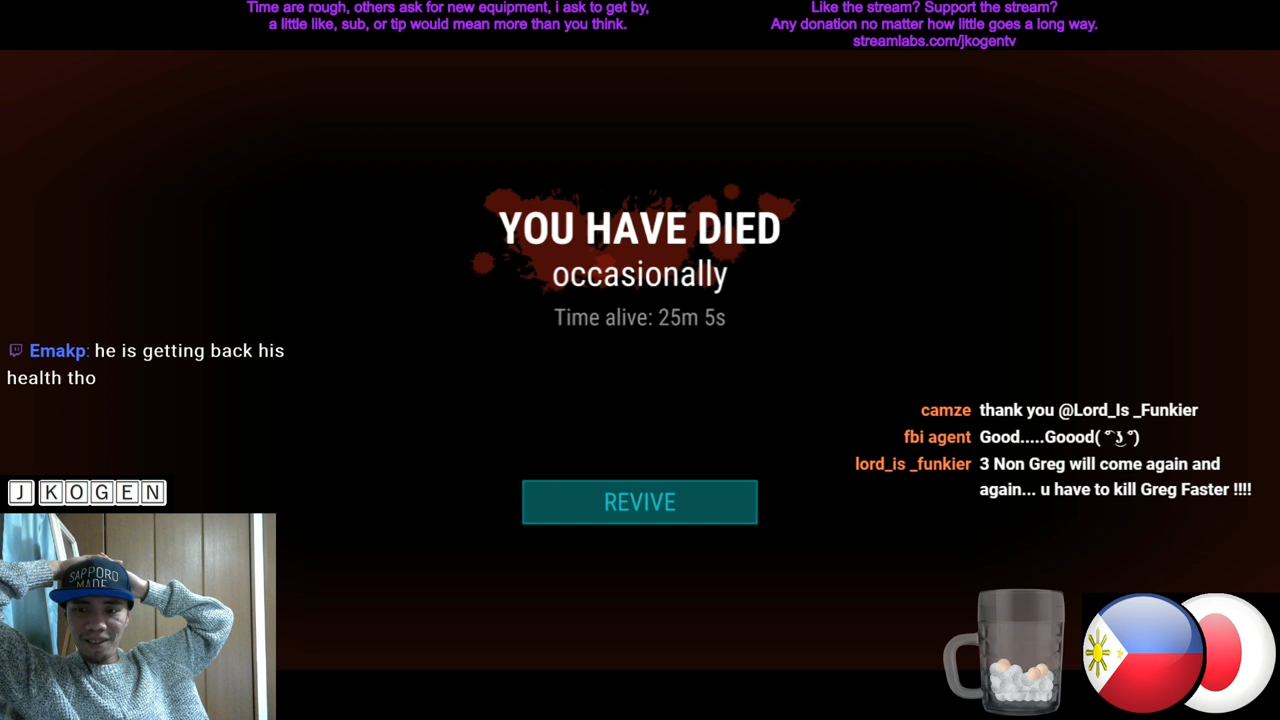 Time are rough, others ask for new equipment, i ask to get by,
a little like, sub, or tip would mean more than you think.
Like the stream? Support the stream?
Any donation no matter how little goes a long way.
streamlabs.com/jkogentv
YOU HAVE DIED
occasionally
Time alive: 25m 5s
Emakp: he is getting back his
health tho
camze thank you @Lord_Is _Funkier
fbi agent Good.....Goood( ͡° ͜ʖ ͡°)
lord_is _funkier 3 Non Greg will come again and
again... u have to kill Greg Faster !!!!
REVIVE
J KOGEN
SAPPORO
MADE